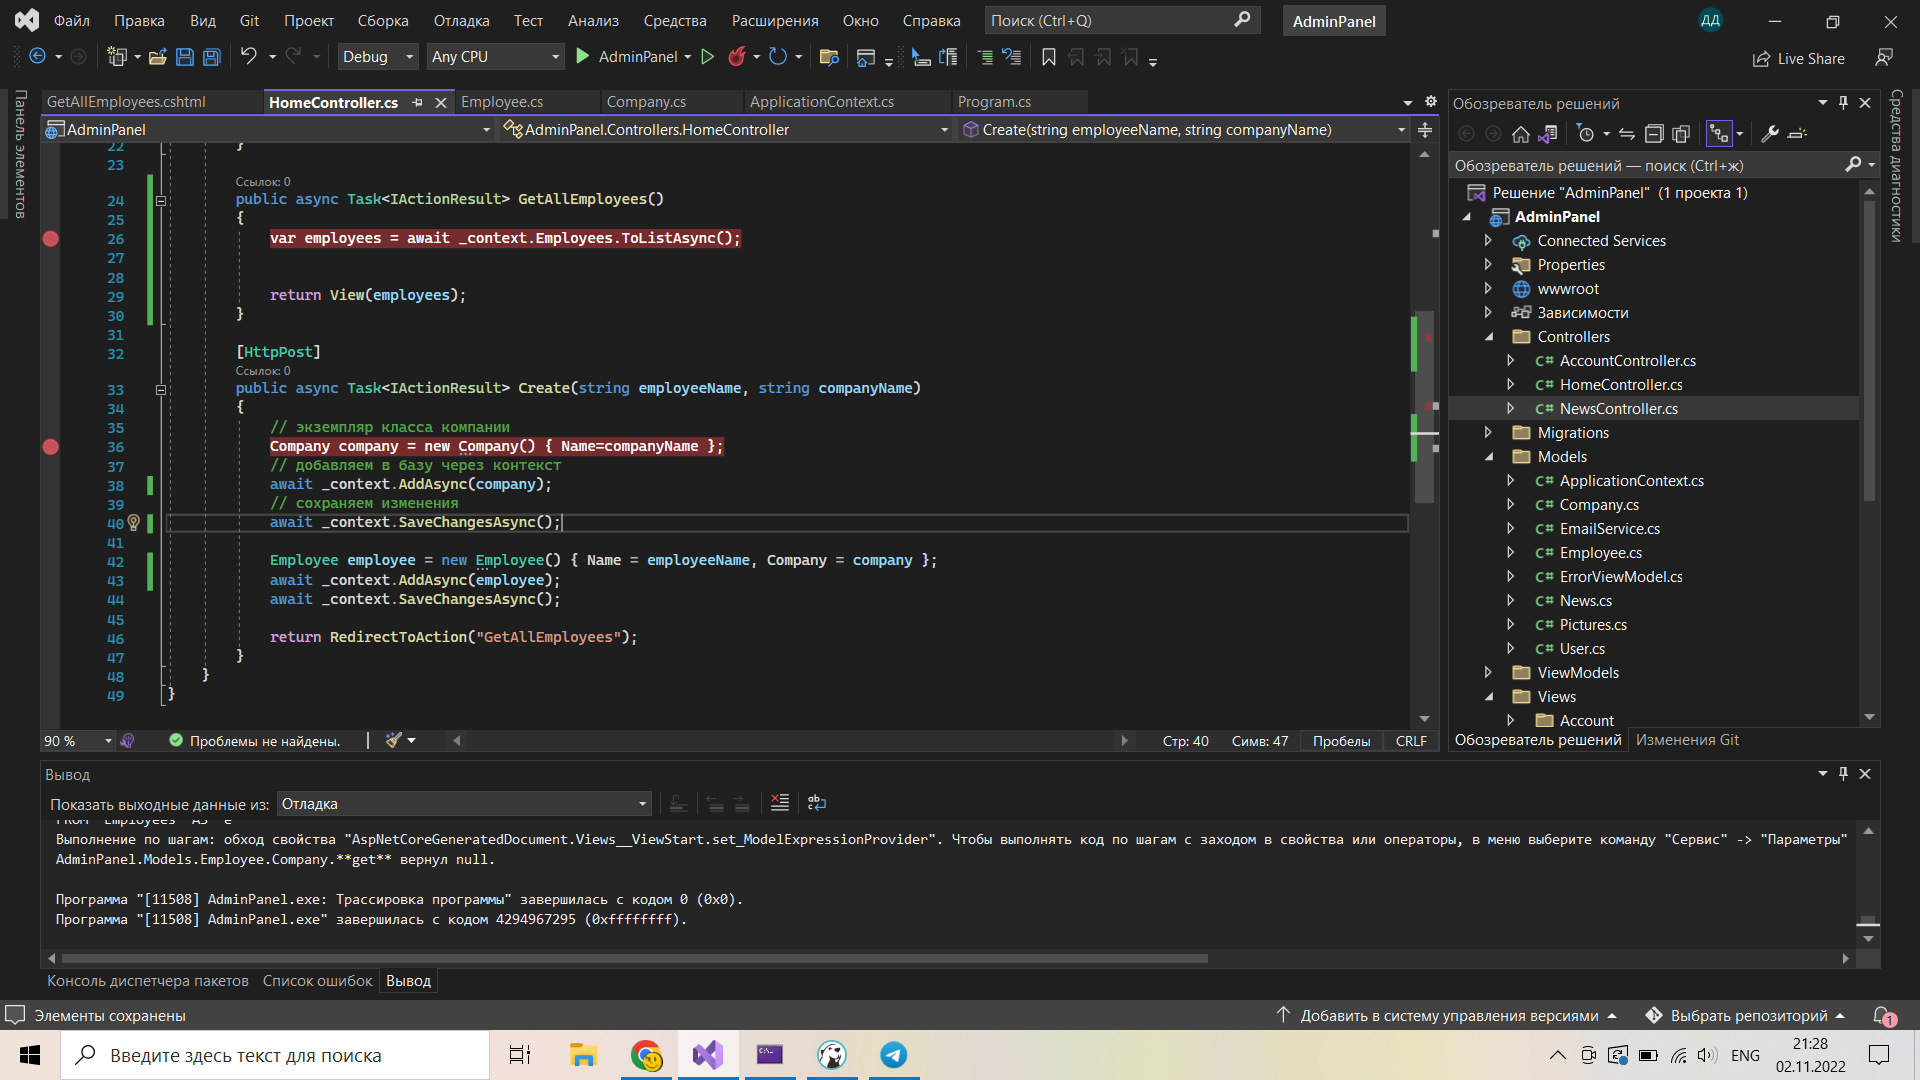 Файл Правка Вид Git Проект Сборка Отладка Тест Анализ Средства Расширения Окно Справка Поиск (Ctrl+Q) AdminPanel ДД
Debug Any CPU AdminPanel Live Share
Панель элементов
GetAllEmployees.cshtml HomeController.cs Employee.cs Company.cs ApplicationContext.cs Program.cs
AdminPanel AdminPanel.Controllers.HomeController Create(string employeeName, string companyName)
22 }
23
Ссылок: 0
24 public async Task<IActionResult> GetAllEmployees()
25 {
26 var employees = await _context.Employees.ToListAsync();
27
28
29 return View(employees);
30 }
31
32 [HttpPost]
Ссылок: 0
33 public async Task<IActionResult> Create(string employeeName, string companyName)
34 {
35 // экземпляр класса компании
36 Company company = new Company() { Name=companyName };
37 // добавляем в базу через контекст
38 await _context.AddAsync(company);
39 // сохраняем изменения
40 await _context.SaveChangesAsync();
41
42 Employee employee = new Employee() { Name = employeeName, Company = company };
43 await _context.AddAsync(employee);
44 await _context.SaveChangesAsync();
45
46 return RedirectToAction("GetAllEmployees");
47 }
48 }
49 }
90 % Проблемы не найдены. Стр: 40 Симв: 47 Пробелы CRLF
Обозреватель решений
Обозреватель решений — поиск (Ctrl+ж)
Решение "AdminPanel" (1 проекта 1)
AdminPanel
Connected Services
Properties
wwwroot
Зависимости
Controllers
C# AccountController.cs
C# HomeController.cs
C# NewsController.cs
Migrations
Models
C# ApplicationContext.cs
C# Company.cs
C# EmailService.cs
C# Employee.cs
C# ErrorViewModel.cs
C# News.cs
C# Pictures.cs
C# User.cs
ViewModels
Views
Account
Обозреватель решений Изменения Git
Средства диагностики
Вывод
Показать выходные данные из: Отладка
FROM "Employees" AS "e"
Выполнение по шагам: обход свойства "AspNetCoreGeneratedDocument.Views__ViewStart.set_ModelExpressionProvider". Чтобы выполнять код по шагам с заходом в свойства или операторы, в меню выберите команду "Сервис" -> "Параметры"
AdminPanel.Models.Employee.Company.**get** вернул null.
Программа "[11508] AdminPanel.exe: Трассировка программы" завершилась с кодом 0 (0x0).
Программа "[11508] AdminPanel.exe" завершилась с кодом 4294967295 (0xffffffff).
Консоль диспетчера пакетов Список ошибок Вывод
Элементы сохранены Добавить в систему управления версиями Выбрать репозиторий 1
Введите здесь текст для поиска ENG 21:28
02.11.2022